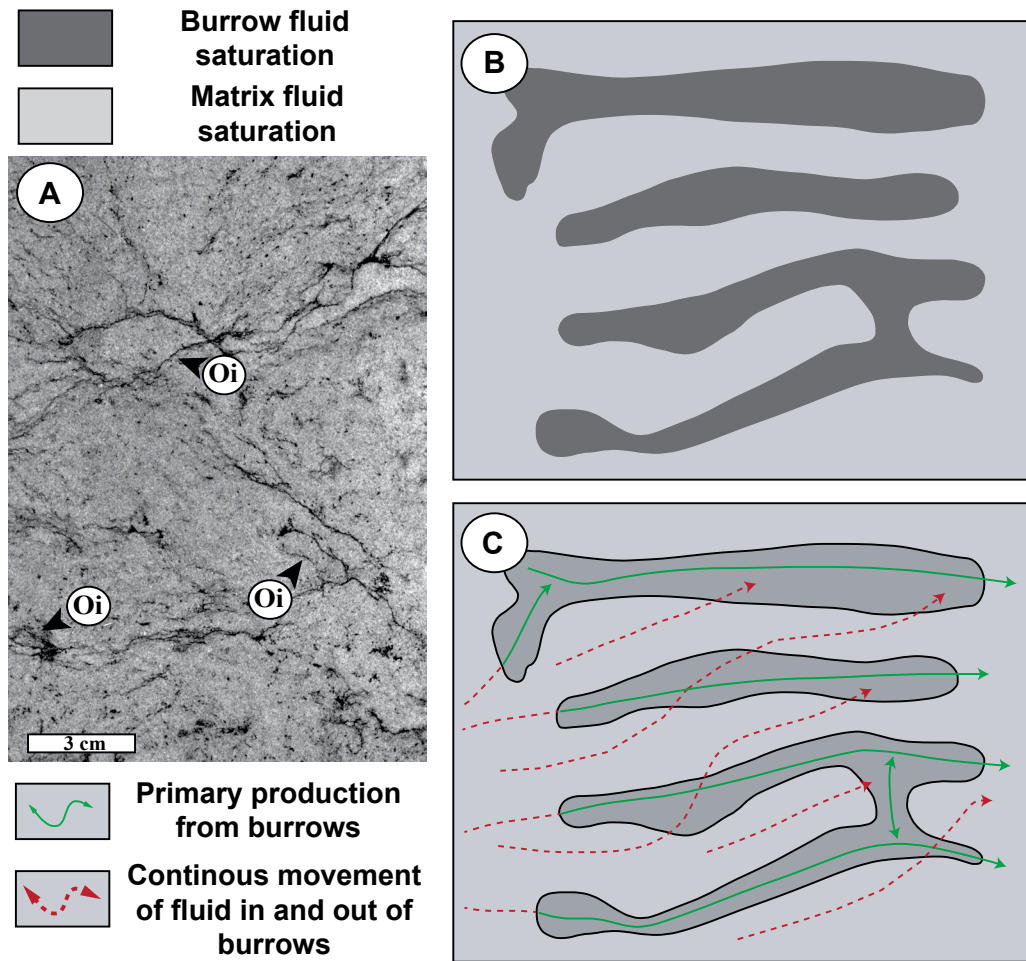 Burrow fluid
saturation
Matrix fluid
saturation
A
Oi
Oi
Oi
3 cm
Primary production
from burrows
Continous movement
of fluid in and out of
burrows
B
C